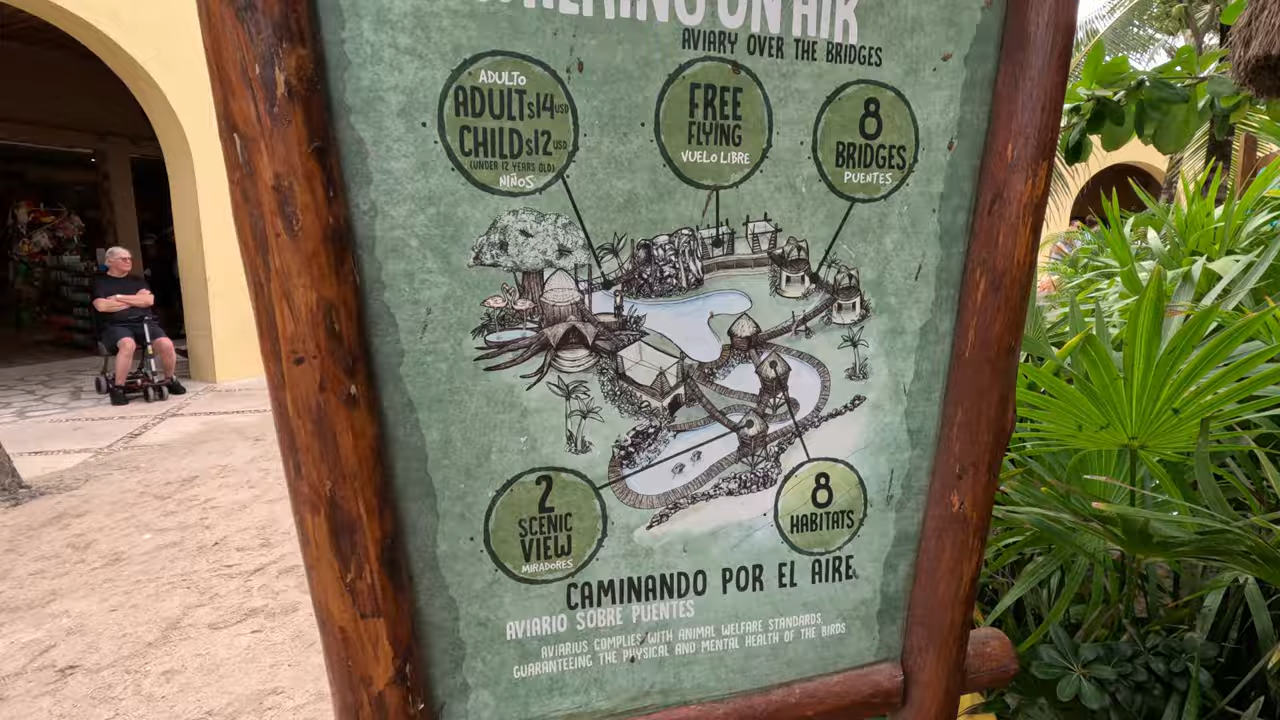 ON AIR
AVIARY OVER THE BRIDGES
ADULTO
ADULT $14 USD
CHILD $12 USD
(UNDER 12 YEARS OLD)
NIÑOS
FREE
FLYING
VUELO LIBRE
8
BRIDGES
PUENTES
2
SCENIC
VIEW
MIRADORES
8
HABITATS
CAMINANDO POR EL AIRE
AVIARIO SOBRE PUENTES
AVIARIUS COMPLIES WITH ANIMAL WELFARE STANDARDS,
GUARANTEEING THE PHYSICAL AND MENTAL HEALTH OF THE BIRDS